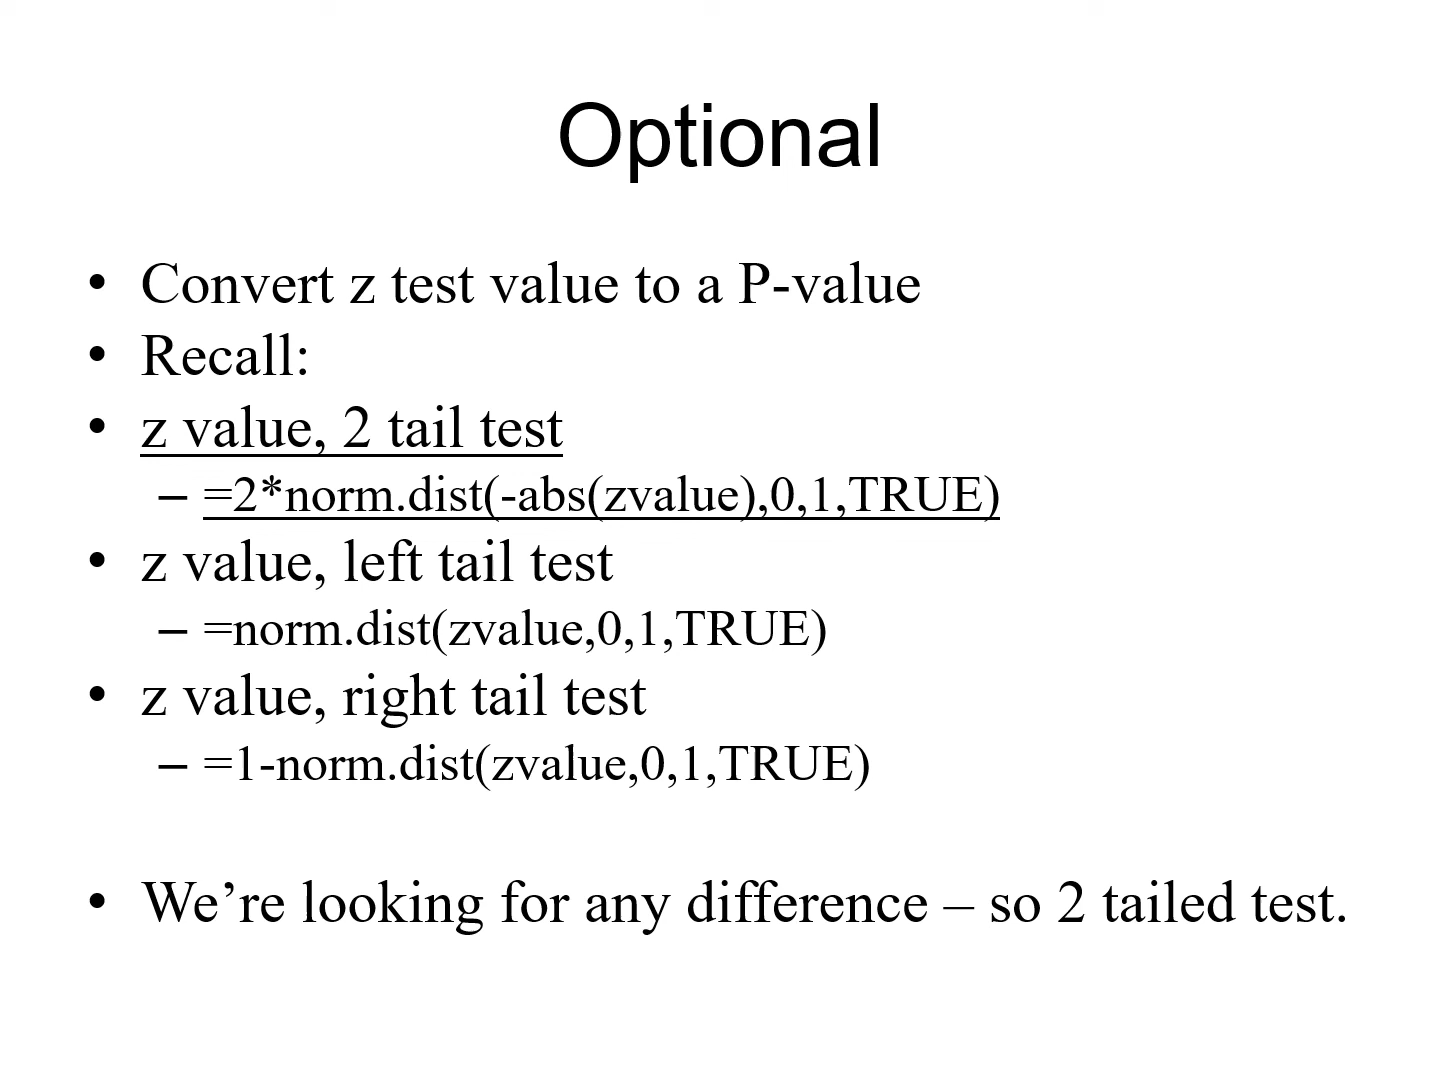 Optional
• Convert z test value to a P-value
• Recall:
• z value, 2 tail test
– =2*norm.dist(-abs(zvalue),0,1,TRUE)
• z value, left tail test
– =norm.dist(zvalue,0,1,TRUE)
• z value, right tail test
– =1-norm.dist(zvalue,0,1,TRUE)
• We’re looking for any difference – so 2 tailed test.